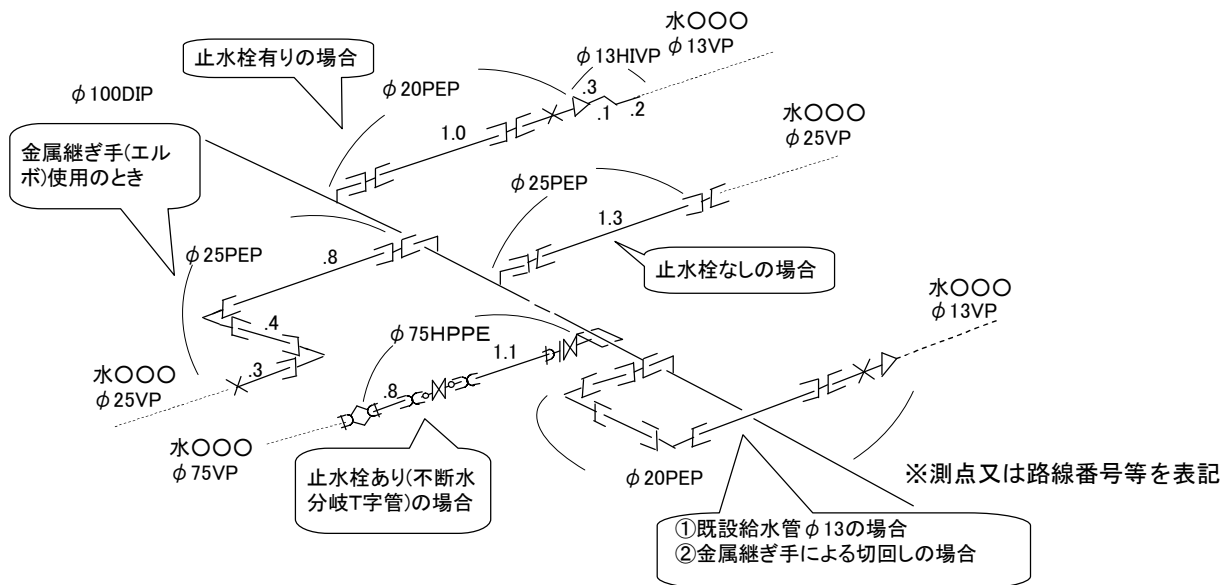 水〇〇〇
φ13VP
止水栓有りの場合
φ13HIVP
φ20PEP
.3
.1
.2
φ100DIP
1.0
水〇〇〇
φ25VP
金属継ぎ手(エル
ボ)使用のとき
φ25PEP
1.3
φ25PEP
.8
止水栓なしの場合
水〇〇〇
φ13VP
.4
φ75HPPE
1.1
.3
水〇〇〇
φ25VP
.8
水〇〇〇
φ75VP
止水栓あり(不断水
分岐T字管)の場合
φ20PEP
※測点又は路線番号等を表記
①既設給水管φ13の場合
②金属継ぎ手による切回しの場合